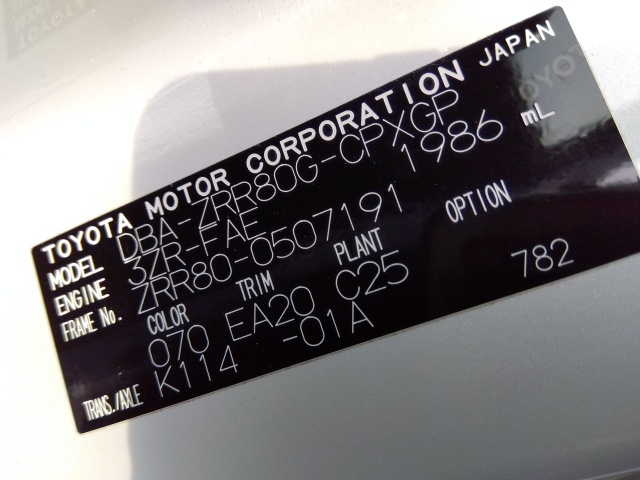 TOYOTA MOTOR CORPORATION JAPAN
MODEL DBA-ZRR80G-CPXGP
ENGINE 3ZR-FAE 1986 mL
FRAME No. ZRR80-0507191
COLOR TRIM PLANT OPTION
070 EA20 C25 782
TRANS./AXLE K114 -01A